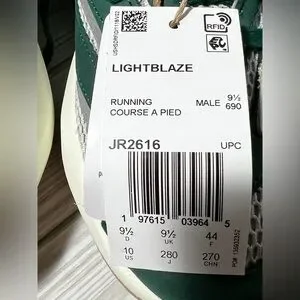 RFID
LIGHTBLAZE
RUNNING
COURSE A PIED
MALE 9½
690
JR2616
UPC
1 97615 03964 5
9½ 9½ 44
D UK F
10 280 270
US J CHN